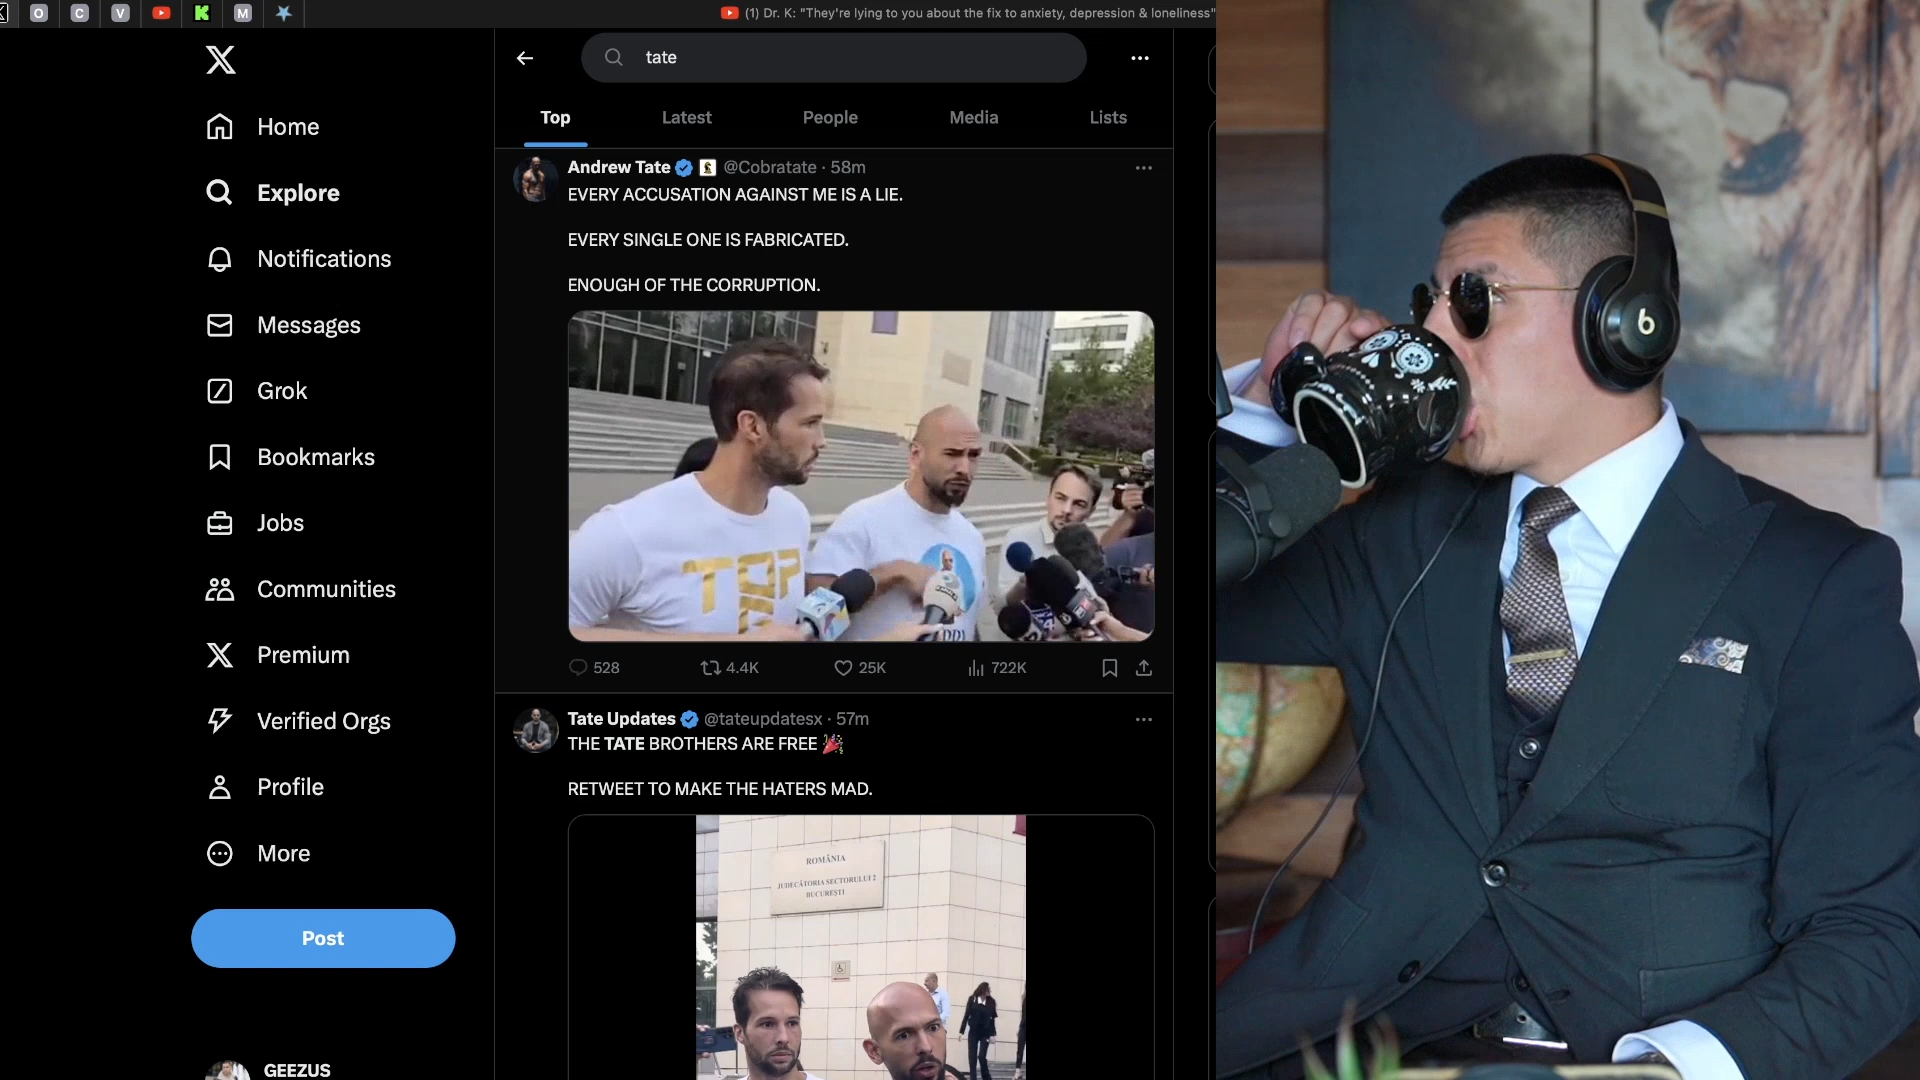 O
C
V
K
M
(1) Dr. K: "They're lying to you about the fix to anxiety, depression & loneliness"
X
tate
Home
Explore
Notifications
Messages
Grok
Bookmarks
Jobs
Communities
Premium
Verified Orgs
Profile
More
Post
GEEZUS
Top Latest People Media Lists
Andrew Tate @Cobratate · 58m
EVERY ACCUSATION AGAINST ME IS A LIE.
EVERY SINGLE ONE IS FABRICATED.
ENOUGH OF THE CORRUPTION.
TOP
528 4.4K 25K 722K
Tate Updates @tateupdatesx · 57m
THE TATE BROTHERS ARE FREE 🎉
RETWEET TO MAKE THE HATERS MAD.
ROMÂNIA
JUDECĂTORIA SECTORULUI 2
BUCUREȘTI
b